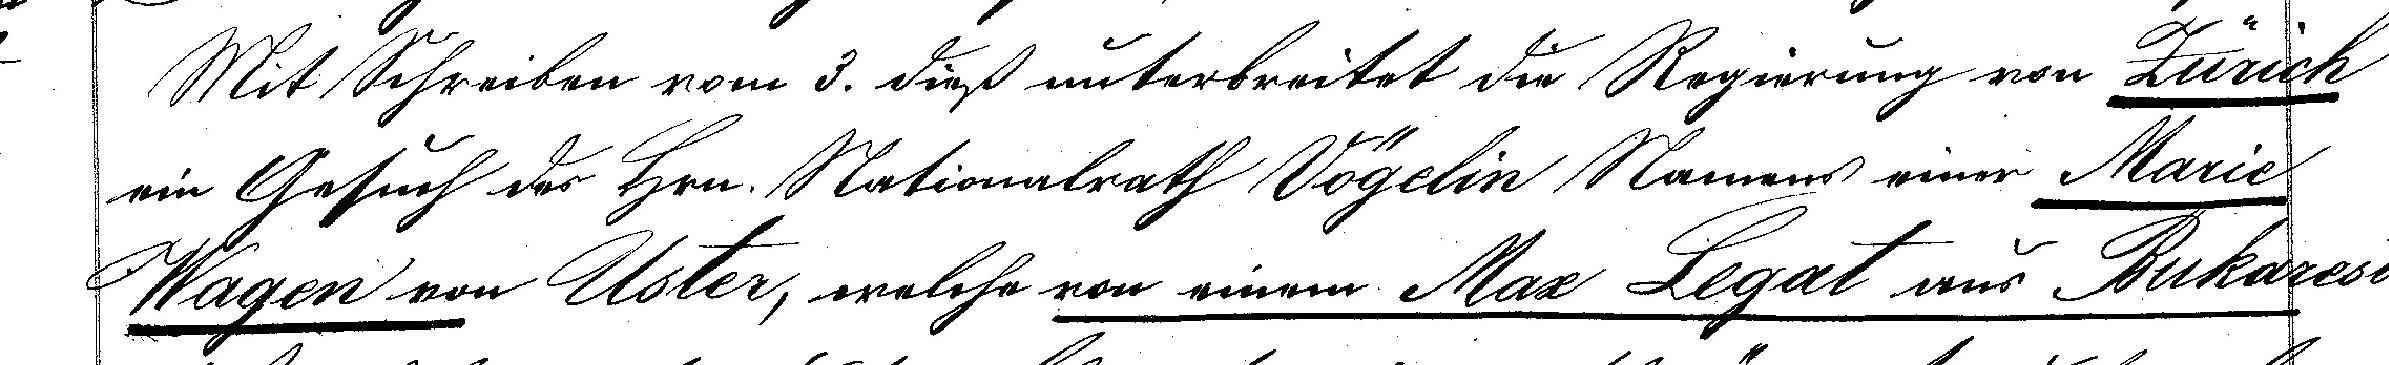 Mit Schreiben vom 3. dieß unterbreitet die Regierung von Zürich
ein Gesuch des Hrn. Nationalrath Vögelin Namens einer Marie
Wagen von Uster, welche von einem Max Legat aus Bukarest